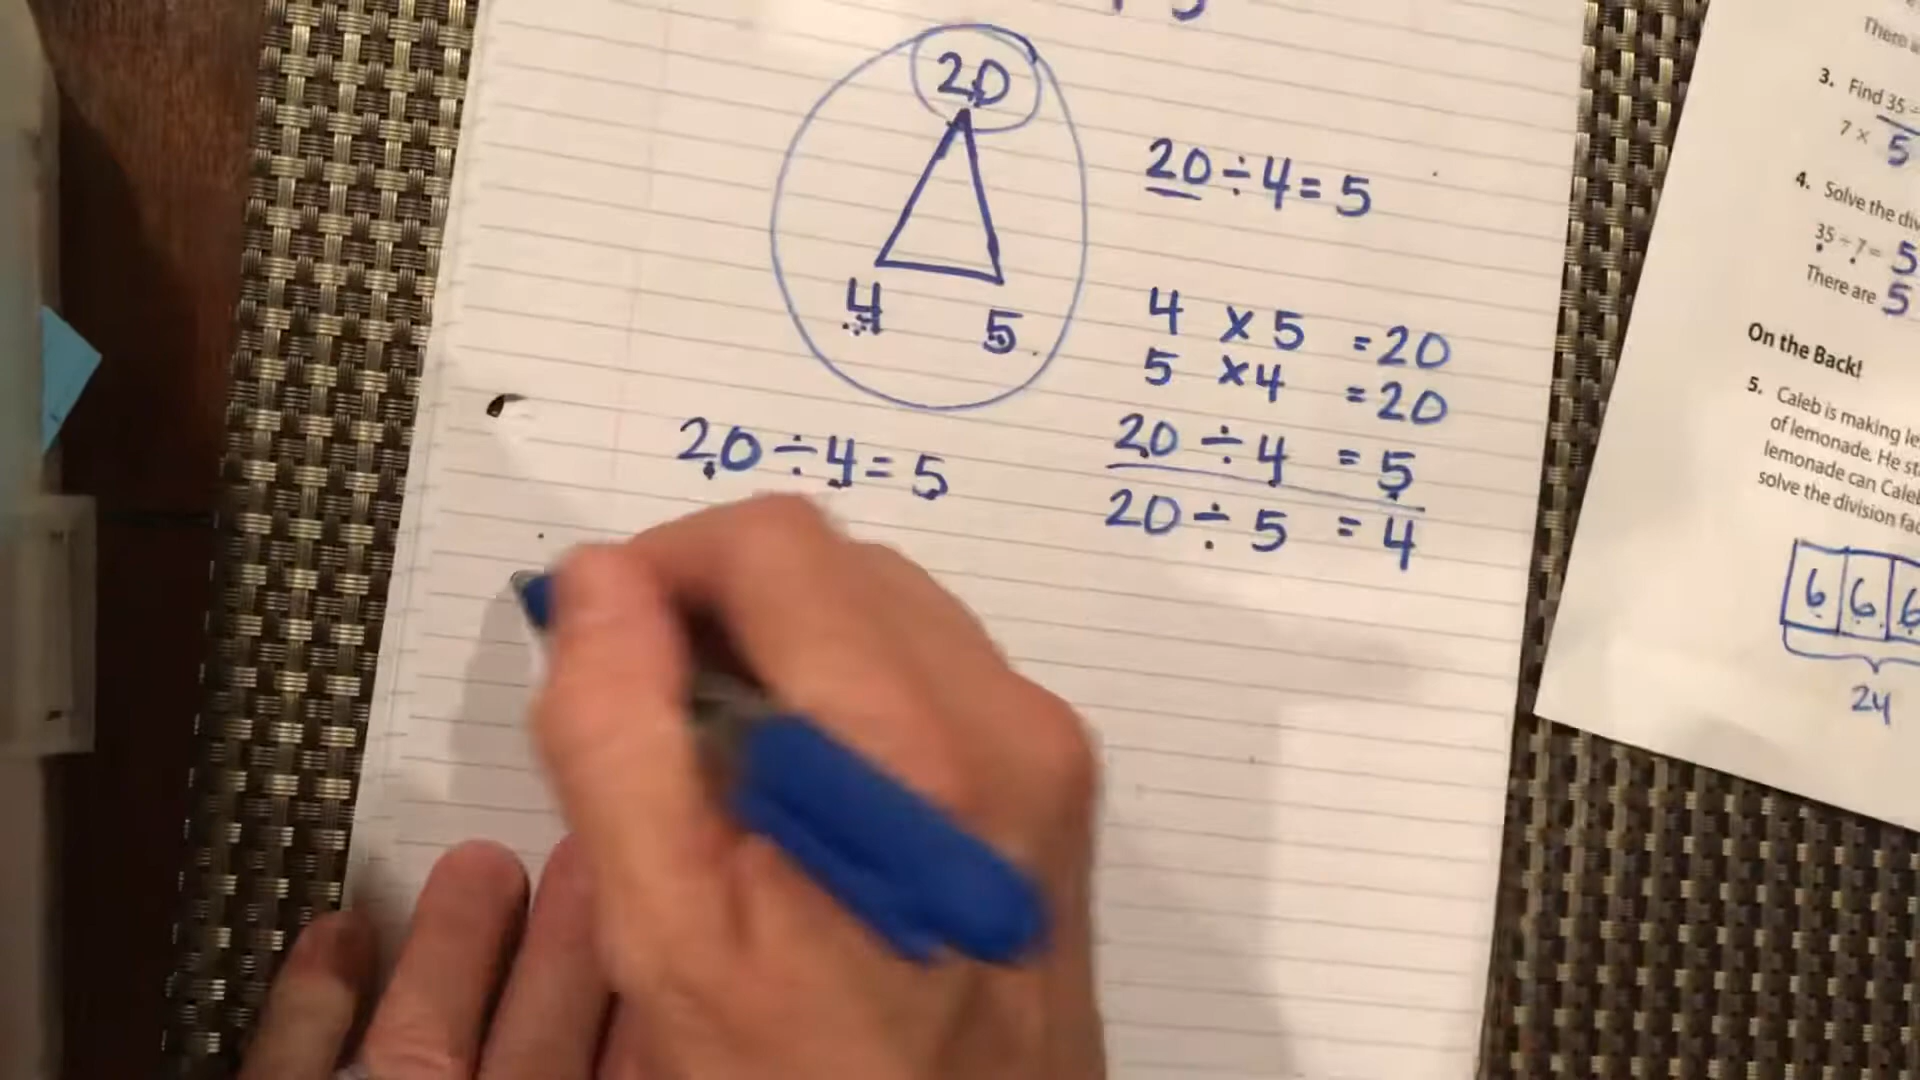 20
4 5
20 ÷ 4 = 5
4 × 5 = 20
5 × 4 = 20
20 ÷ 4 = 5
20 ÷ 5 = 4
20 ÷ 4 = 5
There
3. Find 35 ÷
7 × 5
4. Solve the div
35 ÷ 7 = 5
There are 5
On the Back!
5. Caleb is making le
of lemonade. He st
lemonade can Caleb
solve the division fac
6 6 6
24